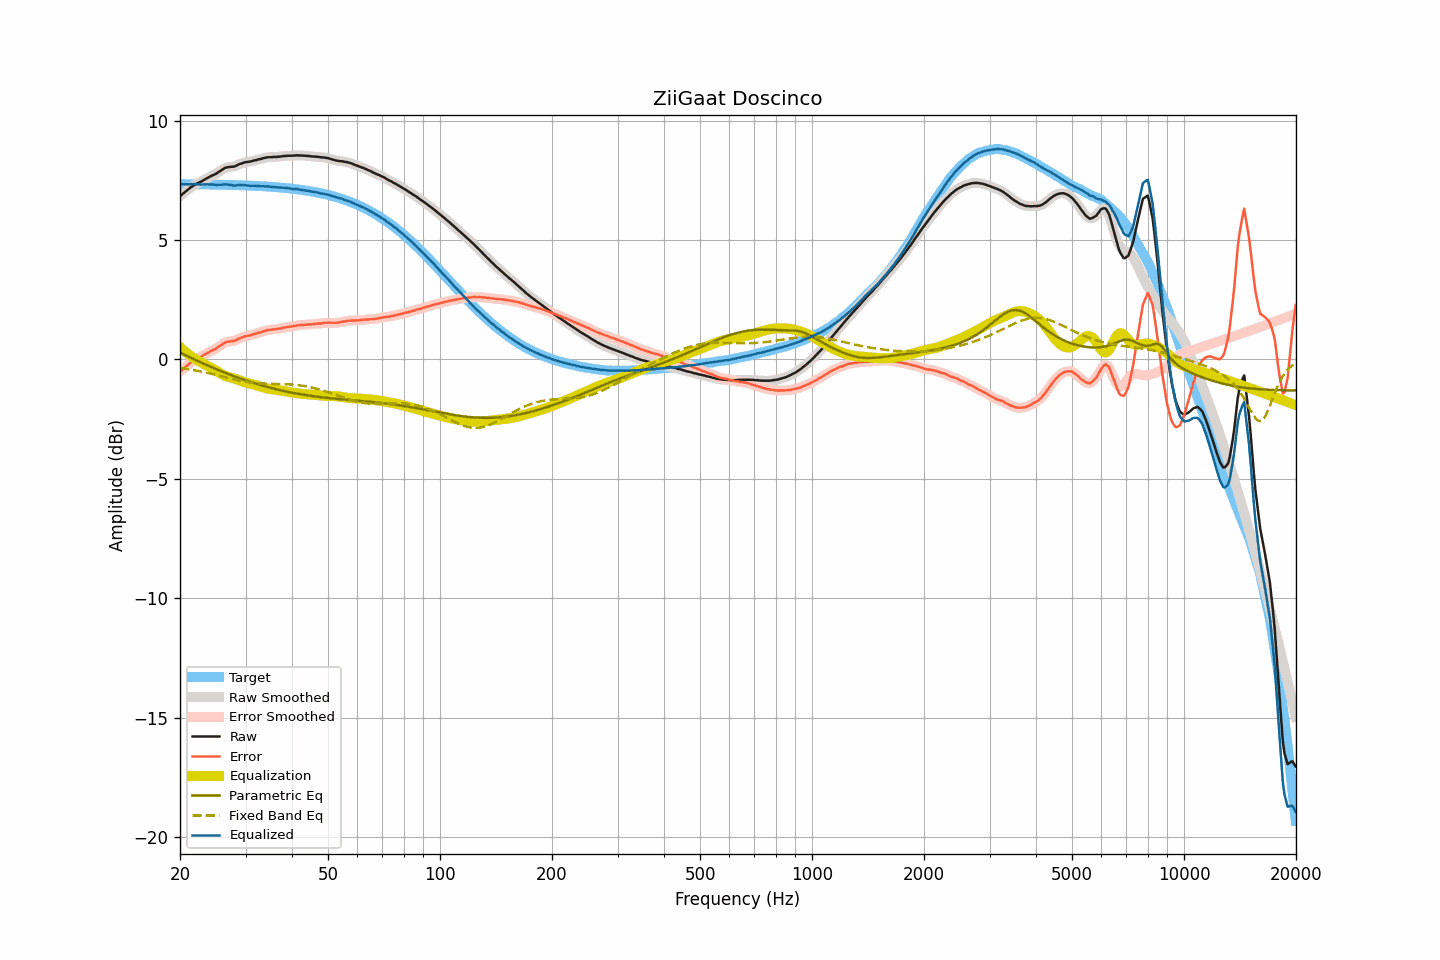 ZiiGaat Doscinco
10
5
0
−5
−10
−15
−20
Amplitude (dBr)
Target
Raw Smoothed
Error Smoothed
Raw
Error
Equalization
Parametric Eq
Fixed Band Eq
Equalized
20 50 100 200 500 1000 2000 5000 10000 20000
Frequency (Hz)